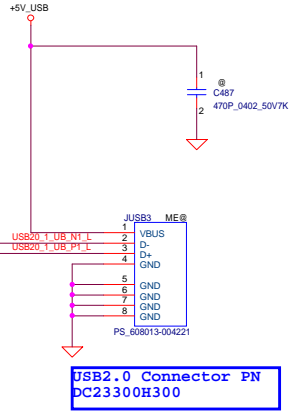 +5V_USB
1
@
C487
470P_0402_50V7K
2
JUSB3 ME@
1 VBUS
USB20_1_UB_N1_L 2 D-
USB20_1_UB_P1_L 3 D+
4 GND
5 GND
6 GND
7 GND
8 GND
PS_608013-004221
USB2.0 Connector PN
DC23300H300